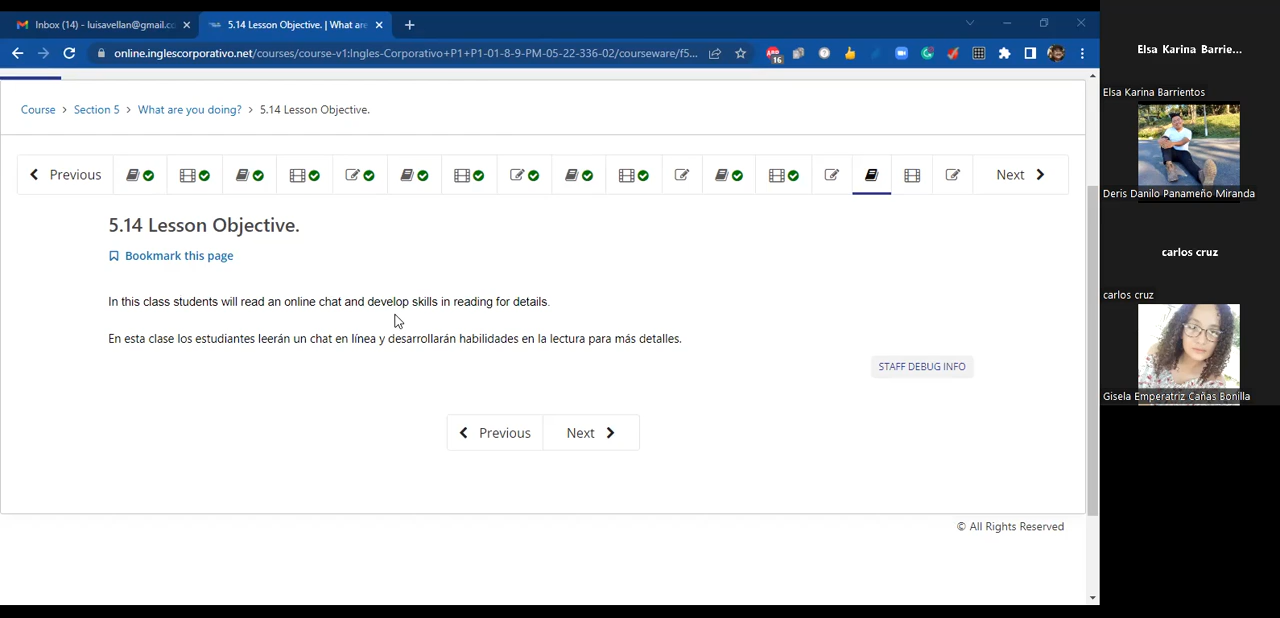 Inbox (14) - luisavellan@gmail.co
5.14 Lesson Objective. | What are
online.inglescorporativo.net/courses/course-v1:Ingles-Corporativo+P1+P1-01-8-9-PM-05-22-336-02/courseware/f5...
16
Course > Section 5 > What are you doing? > 5.14 Lesson Objective.
Previous
Next
5.14 Lesson Objective.
Bookmark this page
In this class students will read an online chat and develop skills in reading for details.
En esta clase los estudiantes leerán un chat en línea y desarrollarán habilidades en la lectura para más detalles.
STAFF DEBUG INFO
Previous
Next
© All Rights Reserved
Elsa Karina Barrie...
Elsa Karina Barrientos
Deris Danilo Panameño Miranda
carlos cruz
carlos cruz
Gisela Emperatriz Cañas Bonilla